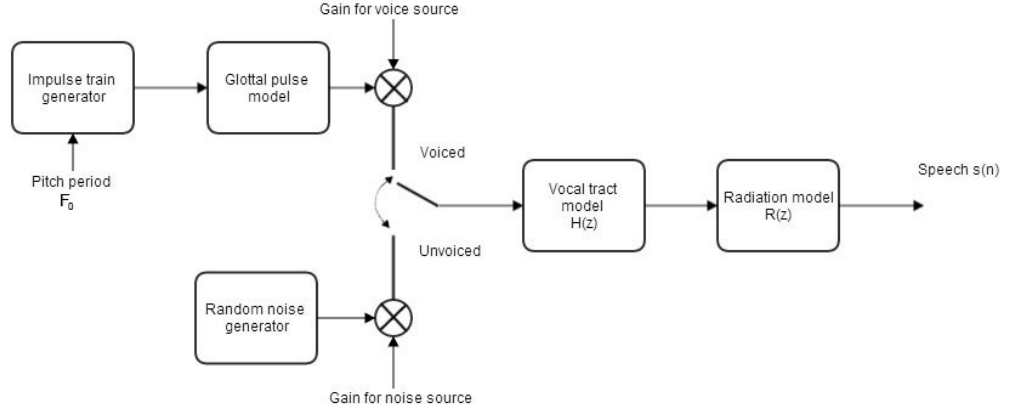 Gain for voice source
Impulse train
generator
Glottal pulse
model
Pitch period
F₀
Voiced
Unvoiced
Vocal tract
model
H(z)
Radiation model
R(z)
Speech s(n)
Random noise
generator
Gain for noise source